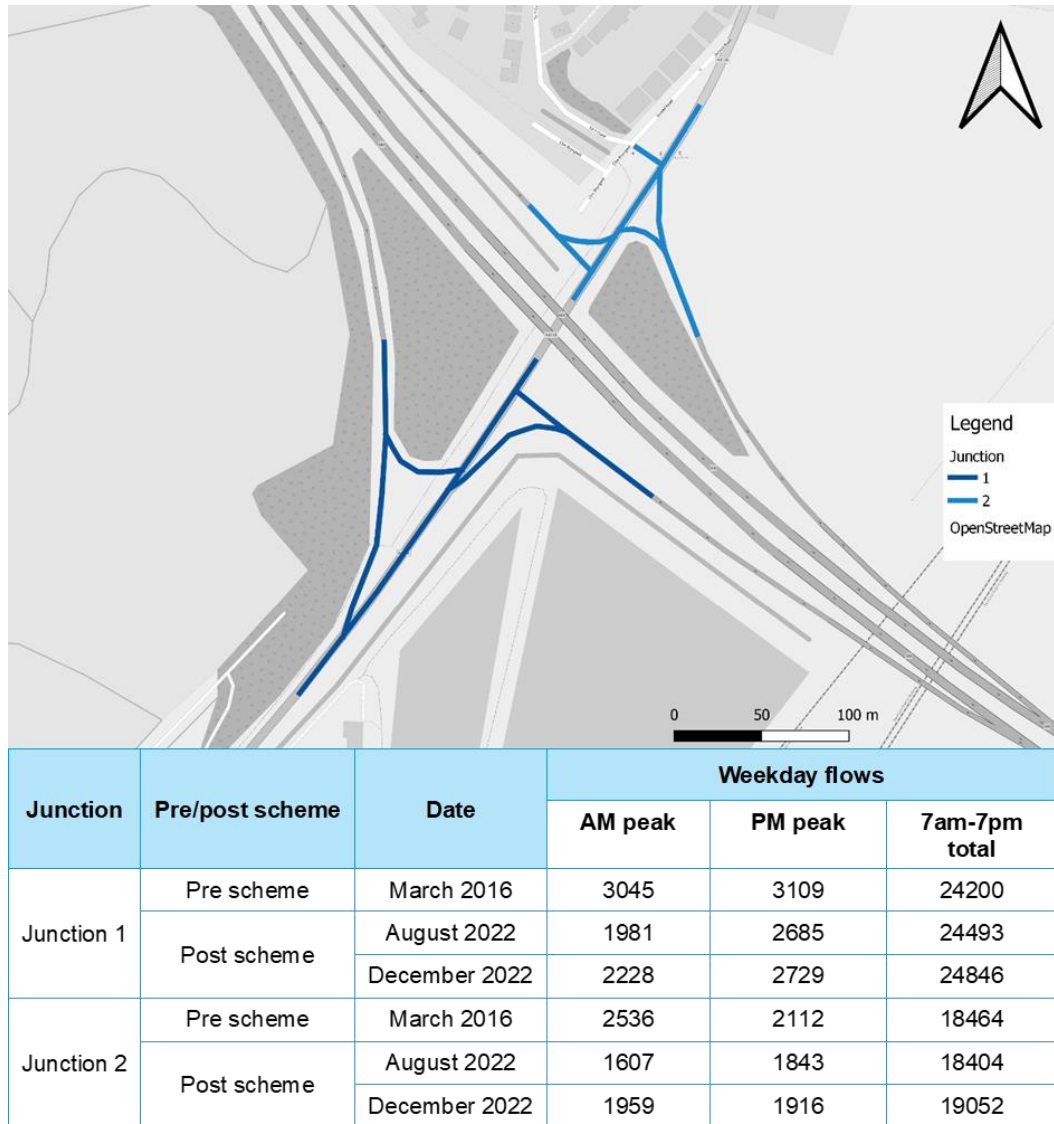 Legend
Junction
1
2
OpenStreetMap
0 50 100 m
Junction Pre/post scheme Date Weekday flows
AM peak PM peak 7am-7pm
total
Junction 1 Pre scheme March 2016 3045 3109 24200
Post scheme August 2022 1981 2685 24493
December 2022 2228 2729 24846
Junction 2 Pre scheme March 2016 2536 2112 18464
Post scheme August 2022 1607 1843 18404
December 2022 1959 1916 19052